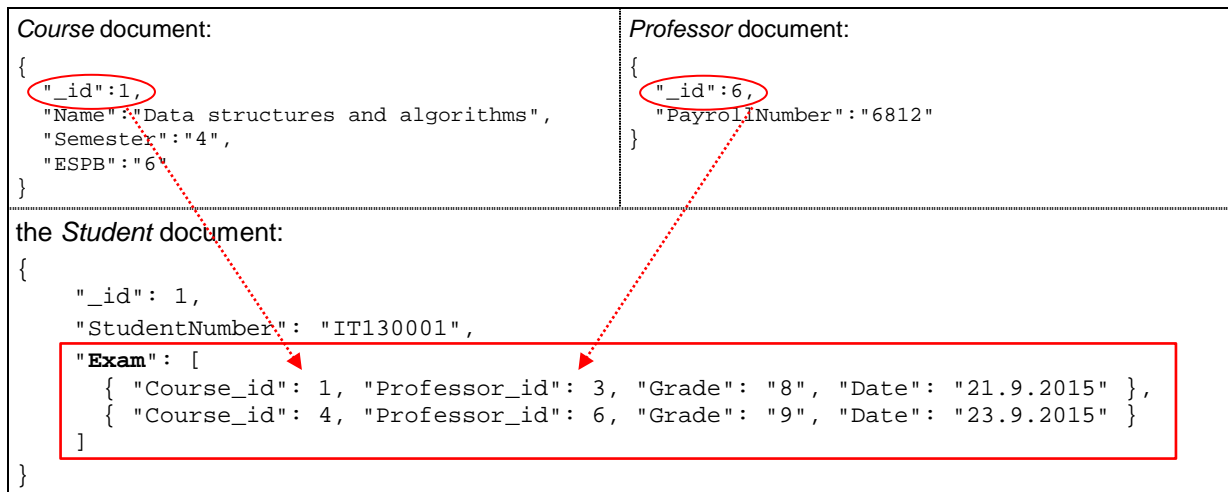 Course document:
{
  "_id":1,
  "Name":"Data structures and algorithms",
  "Semester":"4",
  "ESPB":"6"
}
Professor document:
{
  "_id":6,
  "PayrollNumber":"6812"
}
the Student document:
{
    "_id": 1,
    "StudentNumber": "IT130001",
    "Exam": [
      { "Course_id": 1, "Professor_id": 3, "Grade": "8", "Date": "21.9.2015" },
      { "Course_id": 4, "Professor_id": 6, "Grade": "9", "Date": "23.9.2015" }
    ]
}